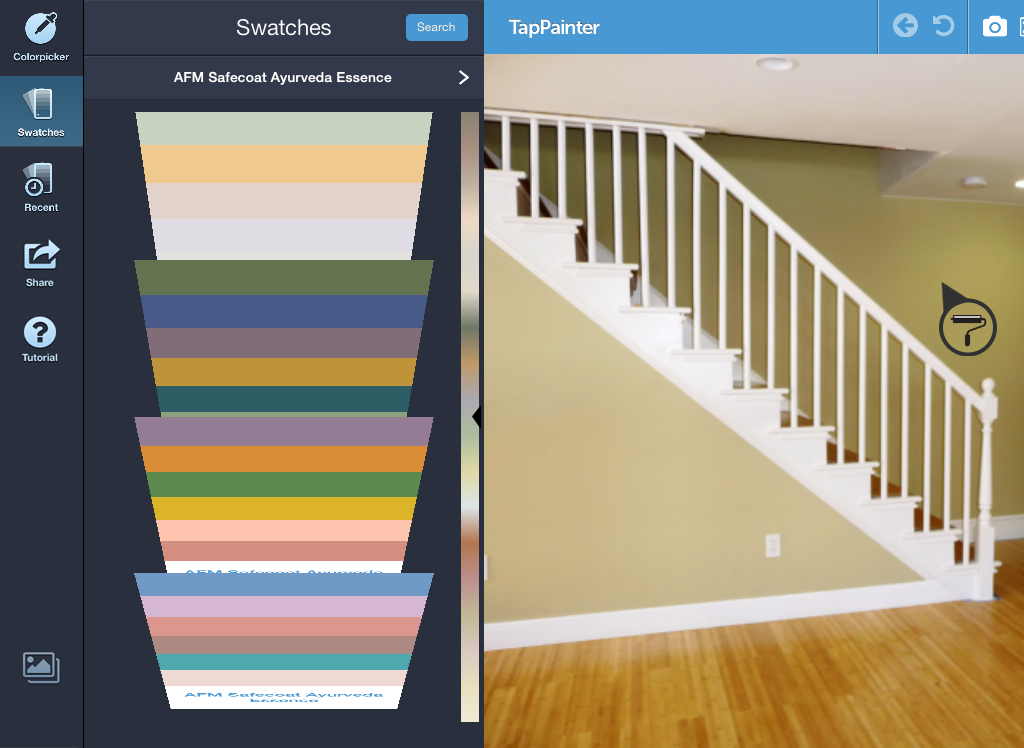 Colorpicker
Swatches
Recent
Share
Tutorial
Swatches
Search
AFM Safecoat Ayurveda Essence
AFM Safecoat Ayurveda
AFM Safecoat Ayurveda
Essence
TapPainter